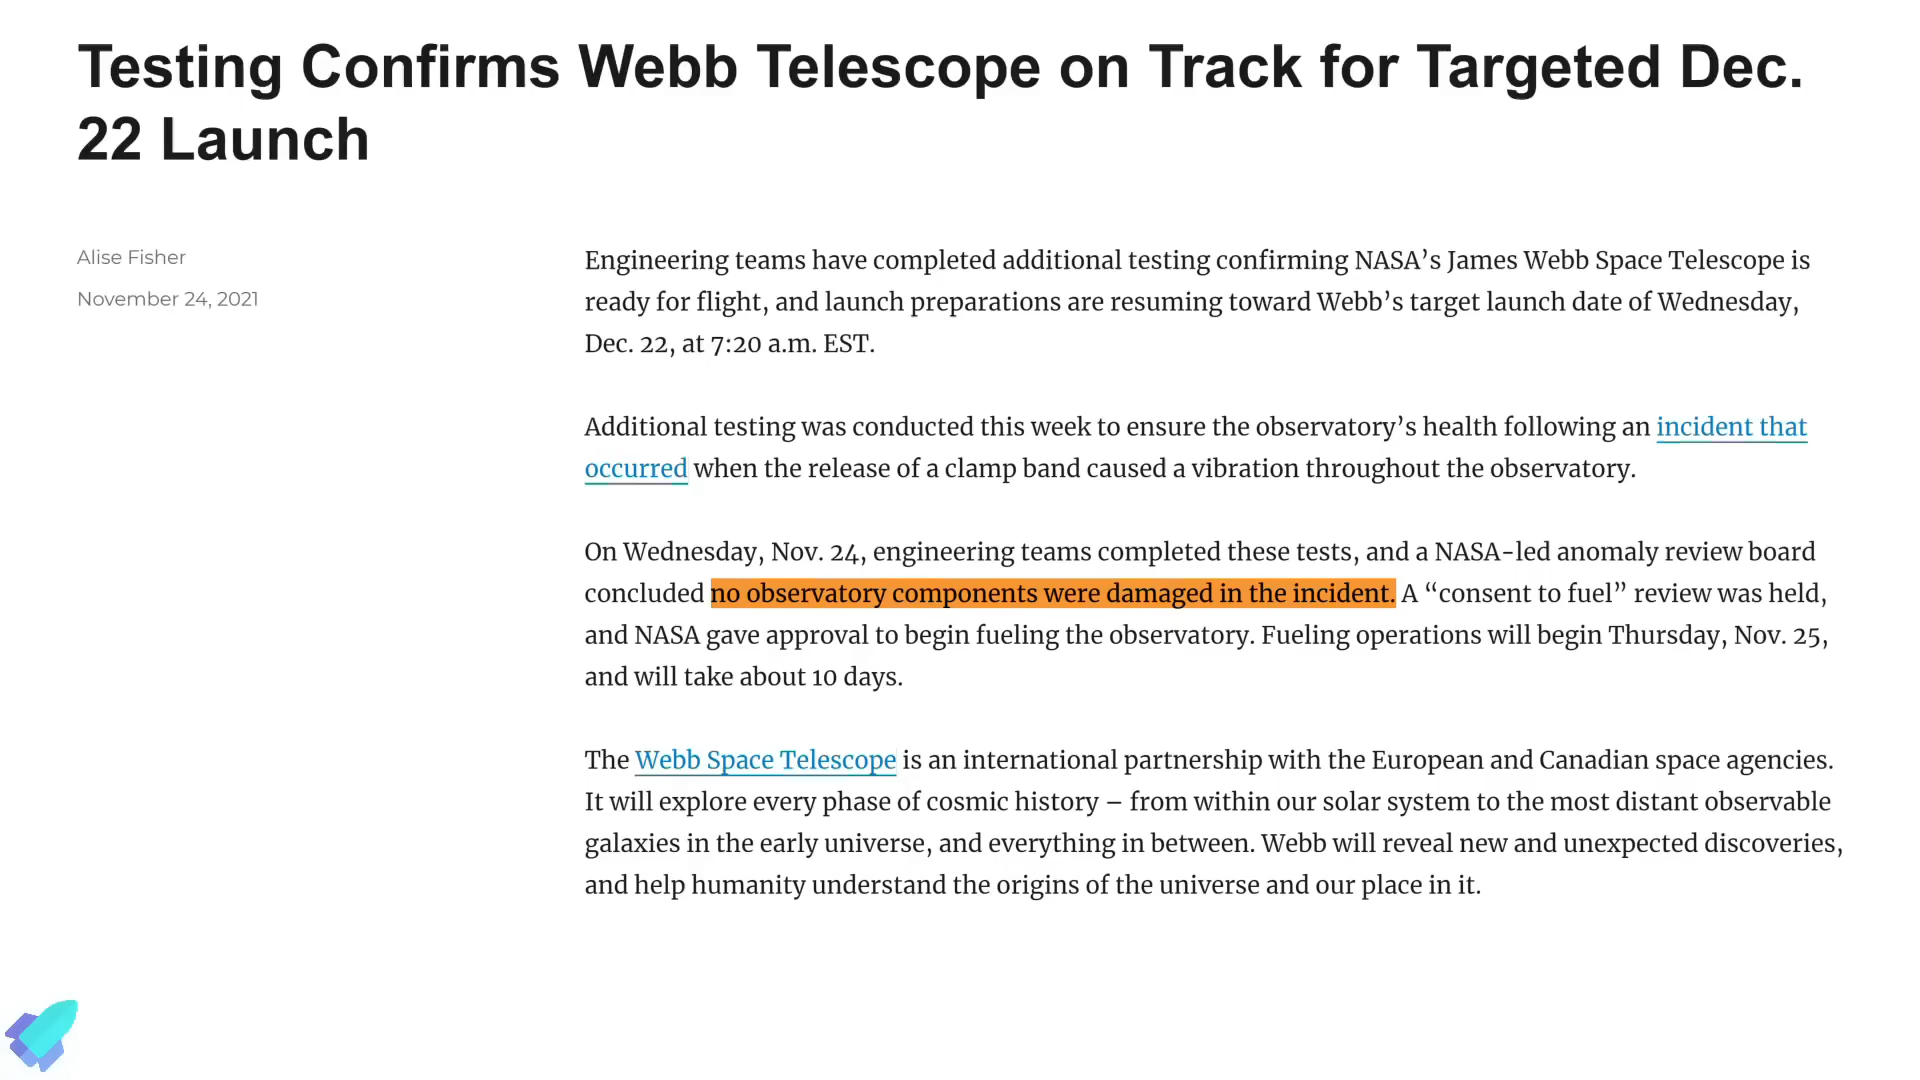 Testing Confirms Webb Telescope on Track for Targeted Dec.
22 Launch
Alise Fisher
November 24, 2021
Engineering teams have completed additional testing confirming NASA’s James Webb Space Telescope is
ready for flight, and launch preparations are resuming toward Webb’s target launch date of Wednesday,
Dec. 22, at 7:20 a.m. EST.
Additional testing was conducted this week to ensure the observatory’s health following an incident that
occurred when the release of a clamp band caused a vibration throughout the observatory.
On Wednesday, Nov. 24, engineering teams completed these tests, and a NASA-led anomaly review board
concluded no observatory components were damaged in the incident. A “consent to fuel” review was held,
and NASA gave approval to begin fueling the observatory. Fueling operations will begin Thursday, Nov. 25,
and will take about 10 days.
The Webb Space Telescope is an international partnership with the European and Canadian space agencies.
It will explore every phase of cosmic history – from within our solar system to the most distant observable
galaxies in the early universe, and everything in between. Webb will reveal new and unexpected discoveries,
and help humanity understand the origins of the universe and our place in it.